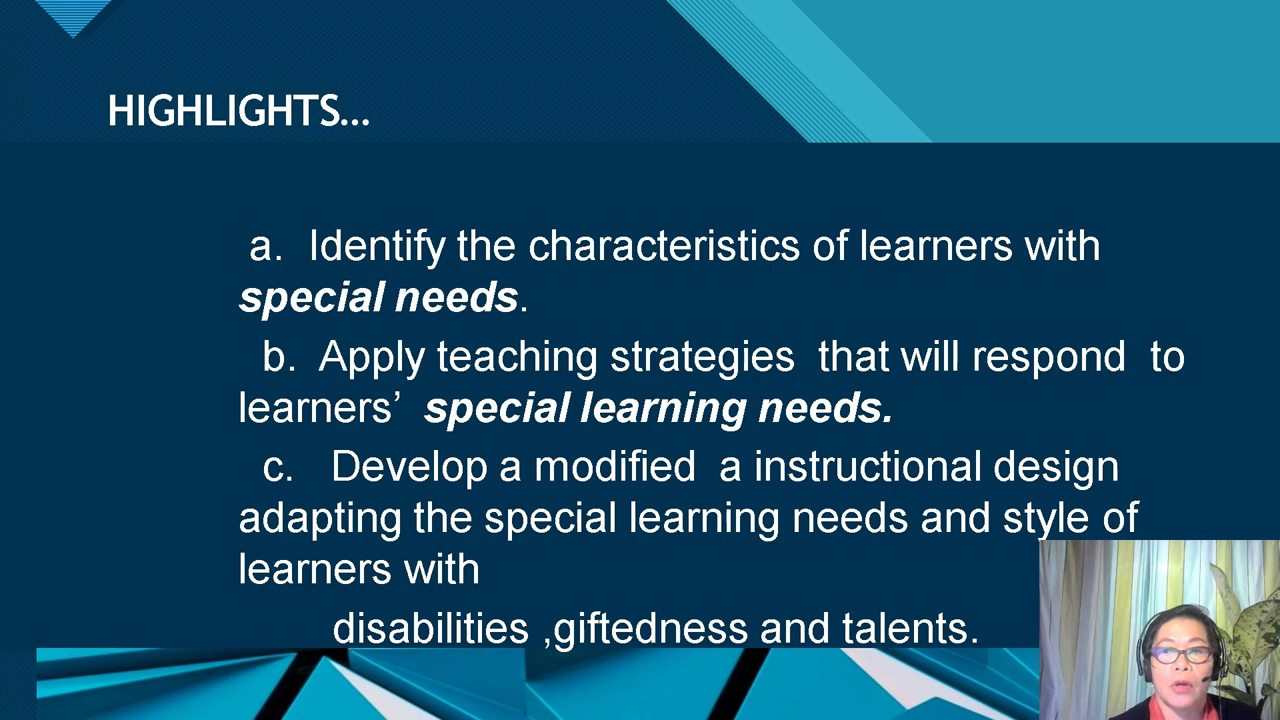 HIGHLIGHTS...
a. Identify the characteristics of learners with
special needs.
b. Apply teaching strategies that will respond to
learners’ special learning needs.
c. Develop a modified a instructional design
adapting the special learning needs and style of
learners with
disabilities ,giftedness and talents.